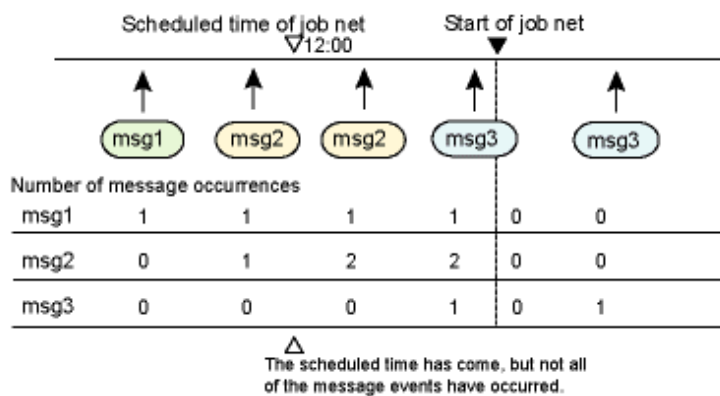 Scheduled time of job net Start of job net
12:00
msg1 msg2 msg2 msg3 msg3
Number of message occurrences
msg1 1 1 1 1 0 0
msg2 0 1 2 2 0 0
msg3 0 0 0 1 0 1
The scheduled time has come, but not all
of the message events have occurred.